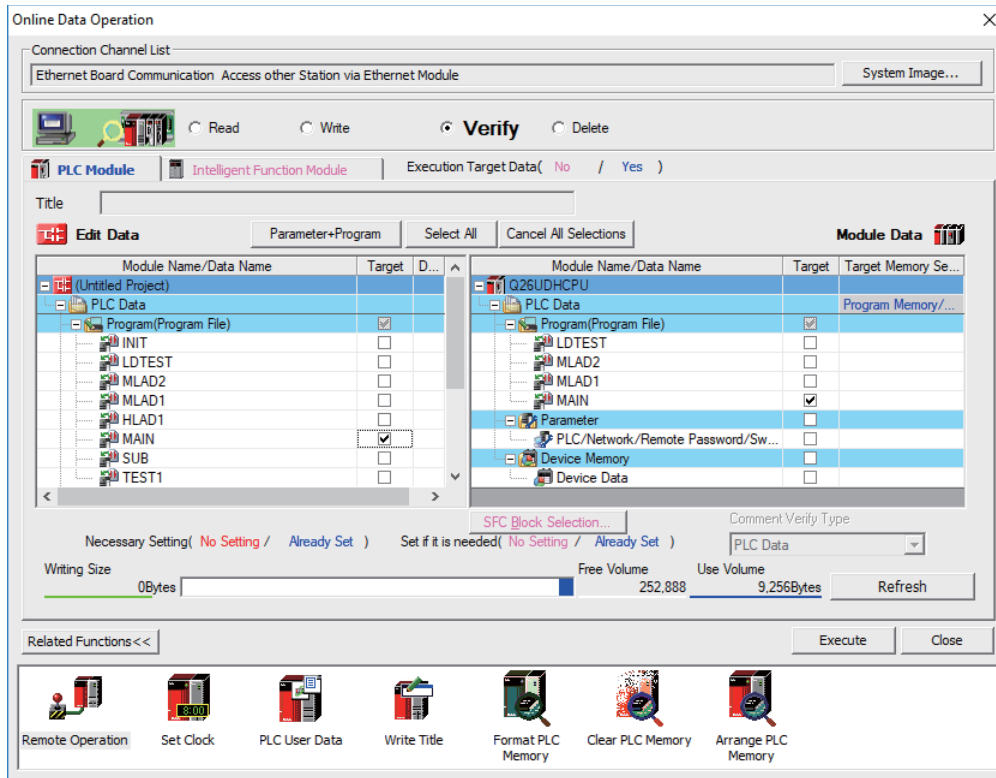 Online Data Operation
Connection Channel List
Ethernet Board Communication Access other Station via Ethernet Module
System Image...
Read Write Verify Delete
PLC Module Intelligent Function Module Execution Target Data( No / Yes )
Title
Edit Data Parameter+Program Select All Cancel All Selections Module Data
Module Name/Data Name Target D...
(Untitled Project)
PLC Data
Program(Program File)
INIT
LDTEST
MLAD2
MLAD1
HLAD1
MAIN
SUB
TEST1
Module Name/Data Name Target Target Memory Se...
Q26UDHCPU
PLC Data Program Memory/...
Program(Program File)
LDTEST
MLAD2
MLAD1
MAIN
Parameter
PLC/Network/Remote Password/Sw...
Device Memory
Device Data
SFC Block Selection... Comment Verify Type
Necessary Setting( No Setting / Already Set ) Set if it is needed( No Setting / Already Set ) PLC Data
Writing Size Free Volume Use Volume
0Bytes 252,888 9,256Bytes Refresh
Related Functions<< Execute Close
8:00
Remote Operation Set Clock PLC User Data Write Title Format PLC Memory Clear PLC Memory Arrange PLC Memory